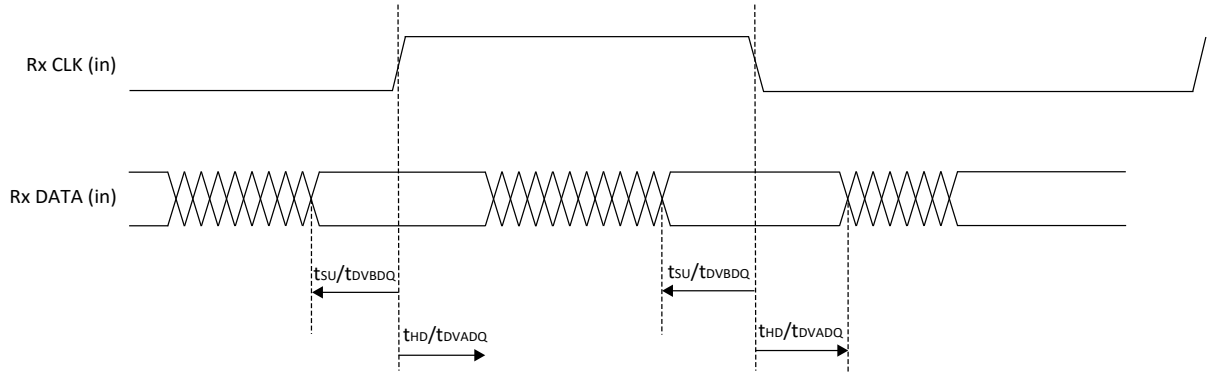 Rx CLK (in)
Rx DATA (in)
tSU/tDVBDQ
tSU/tDVBDQ
tHD/tDVADQ
tHD/tDVADQ